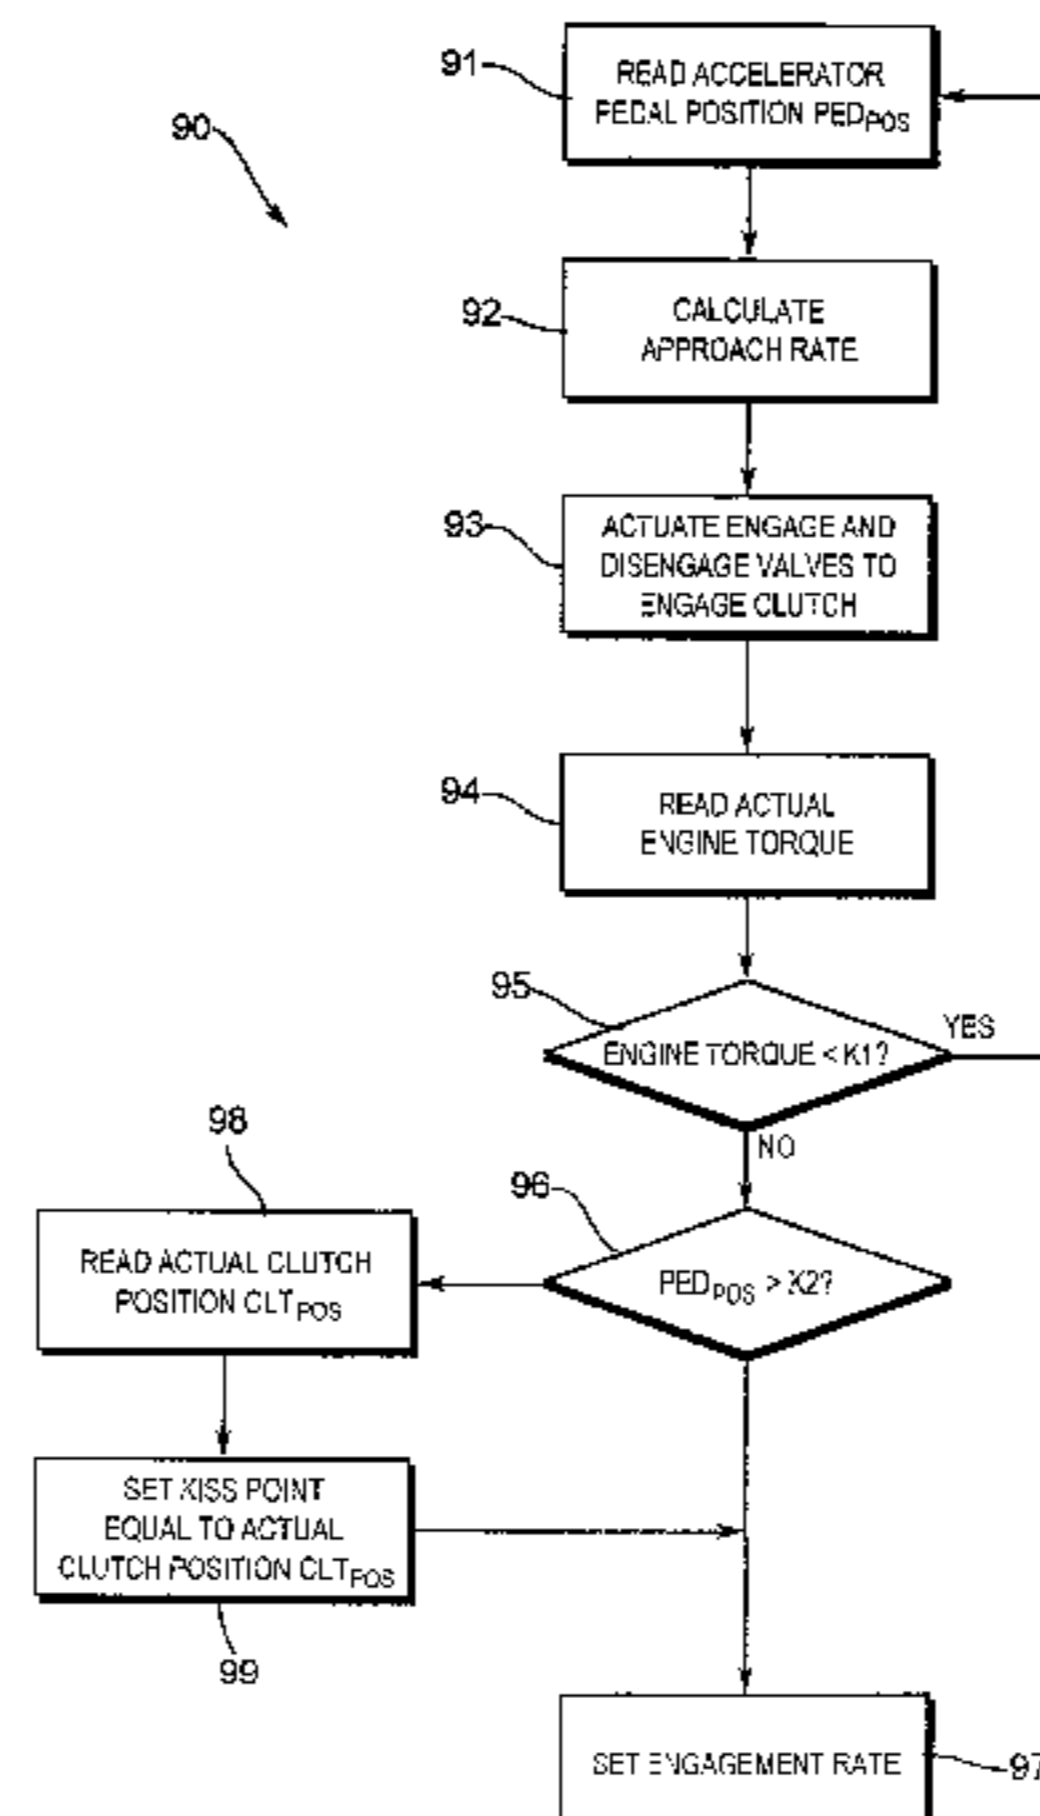 91
READ ACCELERATOR
PEDAL POSITION PEDPOS
90
92
CALCULATE
APPROACH RATE
93
ACTUATE ENGAGE AND
DISENGAGE VALVES TO
ENGAGE CLUTCH
94
READ ACTUAL
ENGINE TORQUE
95
ENGINE TORQUE < K1?
YES
NO
96
PEDPOS > K2?
98
READ ACTUAL CLUTCH
POSITION CLTPOS
SET KISS POINT
EQUAL TO ACTUAL
CLUTCH POSITION CLTPOS
99
SET ENGAGEMENT RATE
97